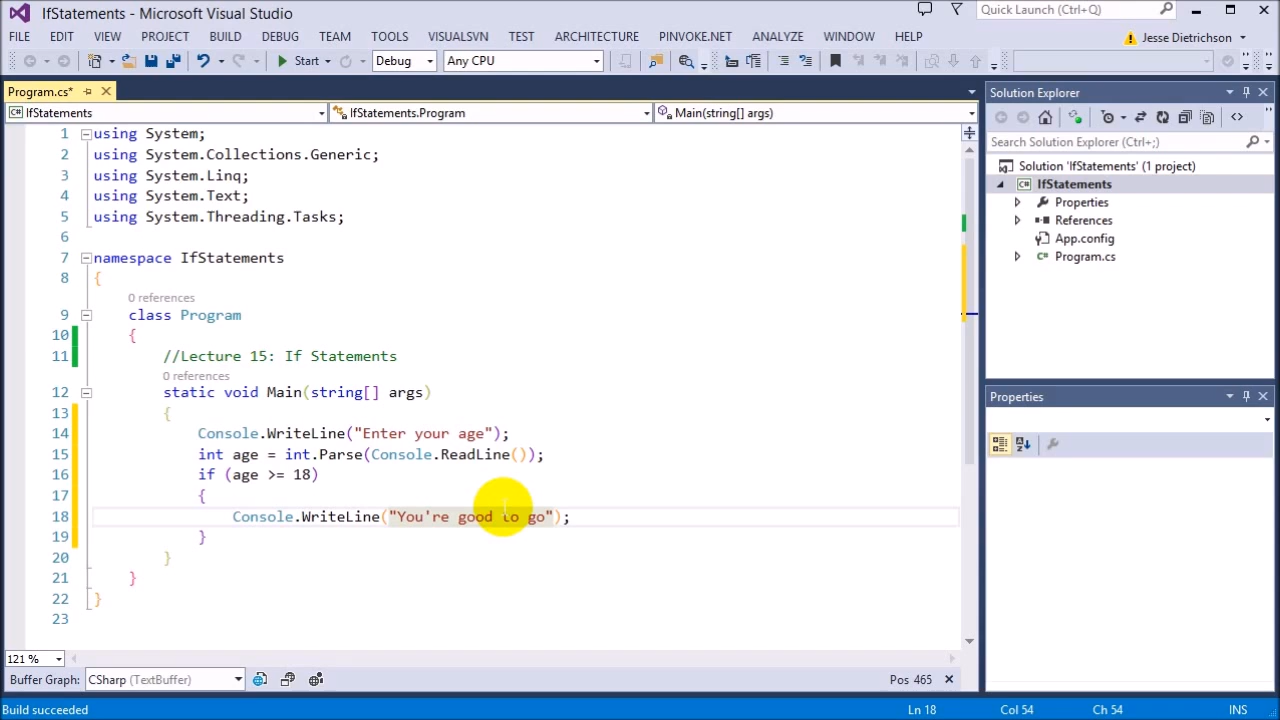 IfStatements - Microsoft Visual Studio
Quick Launch (Ctrl+Q)
FILE EDIT VIEW PROJECT BUILD DEBUG TEAM TOOLS VISUALSVN TEST ARCHITECTURE PINVOKE.NET ANALYZE WINDOW HELP
Jesse Dietrichson
Start Debug Any CPU
Program.cs*
IfStatements IfStatements.Program Main(string[] args)
1 using System;
2 using System.Collections.Generic;
3 using System.Linq;
4 using System.Text;
5 using System.Threading.Tasks;
6
7 namespace IfStatements
8 {
0 references
9 class Program
10 {
11 //Lecture 15: If Statements
0 references
12 static void Main(string[] args)
13 {
14 Console.WriteLine("Enter your age");
15 int age = int.Parse(Console.ReadLine());
16 if (age >= 18)
17 {
18 Console.WriteLine("You're good to go");
19 }
20 }
21 }
22 }
23
121 %
Buffer Graph: CSharp (TextBuffer) Pos 465
Solution Explorer
Search Solution Explorer (Ctrl+;)
Solution 'IfStatements' (1 project)
C# IfStatements
Properties
References
App.config
C# Program.cs
Properties
Build succeeded Ln 18 Col 54 Ch 54 INS